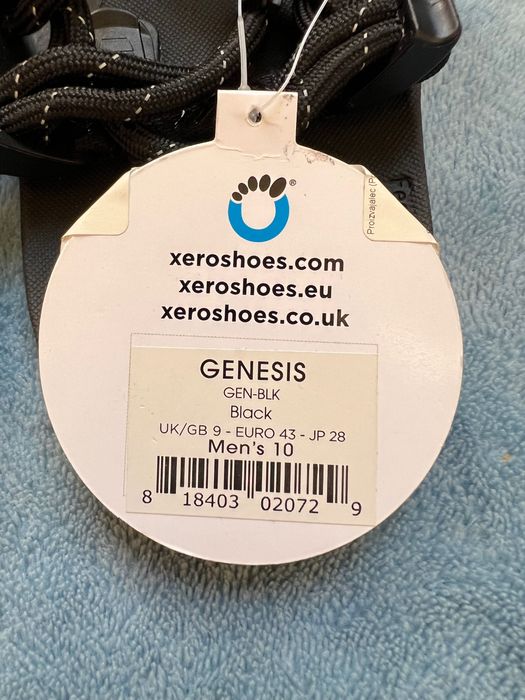 ®
Proizvajalec (P
xeroshoes.com
xeroshoes.eu
xeroshoes.co.uk
GENESIS
GEN-BLK
Black
UK/GB 9 - EURO 43 - JP 28
Men's 10
8 18403 02072 9